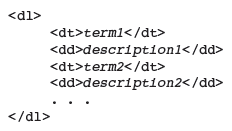 <dl>
<dt>term1</dt>
<dd>description1</dd>
<dt>term2</dt>
<dd>description2</dd>
. . .
</dl>